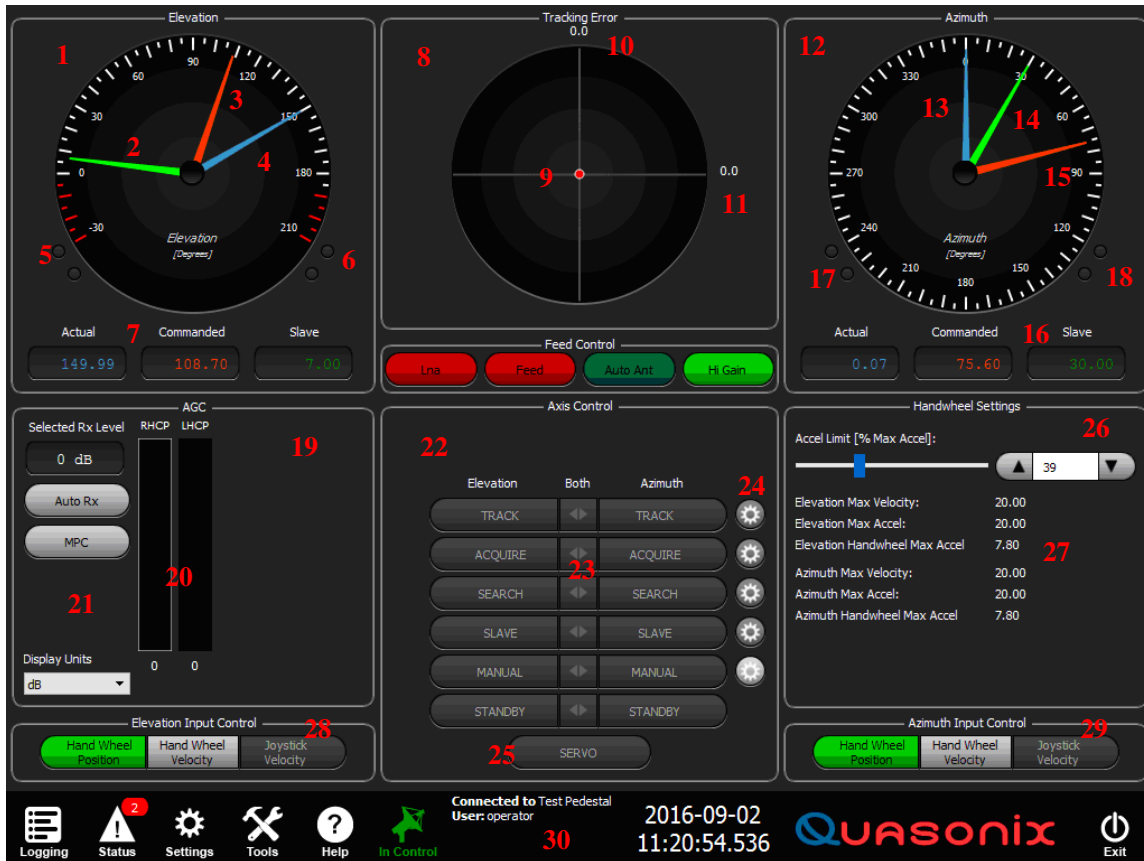 Elevation
1
60
90
120
3
30
150
2
4
0
180
-30
210
Elevation
[Degrees]
5
6
7
Actual
Commanded
Slave
149.99
108.70
7.00
Tracking Error
0.0
8
10
9
0.0
11
Feed Control
Lna
Feed
Auto Ant
Hi Gain
Azimuth
12
0
330
30
13
14
300
60
270
15
90
240
120
Azimuth
[Degrees]
210
150
180
17
18
Actual
Commanded
16
Slave
0.07
75.60
30.00
AGC
Selected Rx Level
RHCP
LHCP
19
0 dB
Auto Rx
MPC
20
21
Display Units
dB
0
0
Axis Control
22
Elevation
Both
Azimuth
24
TRACK
TRACK
ACQUIRE
ACQUIRE
23
SEARCH
SEARCH
SLAVE
SLAVE
MANUAL
MANUAL
STANDBY
STANDBY
25
SERVO
Handwheel Settings
26
Accel Limit [% Max Accel]:
39
Elevation Max Velocity: 20.00
Elevation Max Accel: 20.00
Elevation Handwheel Max Accel 7.80
27
Azimuth Max Velocity: 20.00
Azimuth Max Accel: 20.00
Azimuth Handwheel Max Accel 7.80
Elevation Input Control
28
Hand Wheel
Position
Hand Wheel
Velocity
Joystick
Velocity
Azimuth Input Control
29
Hand Wheel
Position
Hand Wheel
Velocity
Joystick
Velocity
Logging
2
Status
Settings
Tools
?
Help
In Control
Connected to Test Pedestal
User: operator
30
2016-09-02
11:20:54.536
Quasonix
Exit